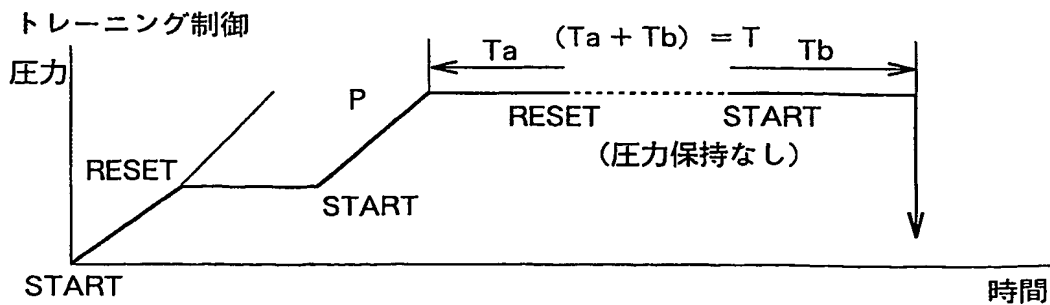 トレーニング制御
圧力
Ta
(Ta + Tb) = T
Tb
P
RESET
START
(圧力保持なし)
RESET
START
START
時間